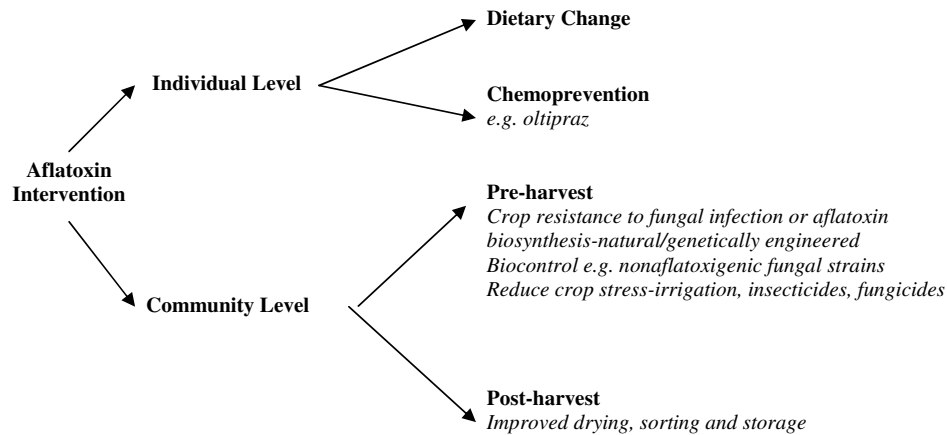 Dietary Change
Individual Level
Chemoprevention
e.g. oltipraz
Aflatoxin
Intervention
Pre-harvest
Crop resistance to fungal infection or aflatoxin
biosynthesis-natural/genetically engineered
Biocontrol e.g. nonaflatoxigenic fungal strains
Reduce crop stress-irrigation, insecticides, fungicides
Community Level
Post-harvest
Improved drying, sorting and storage